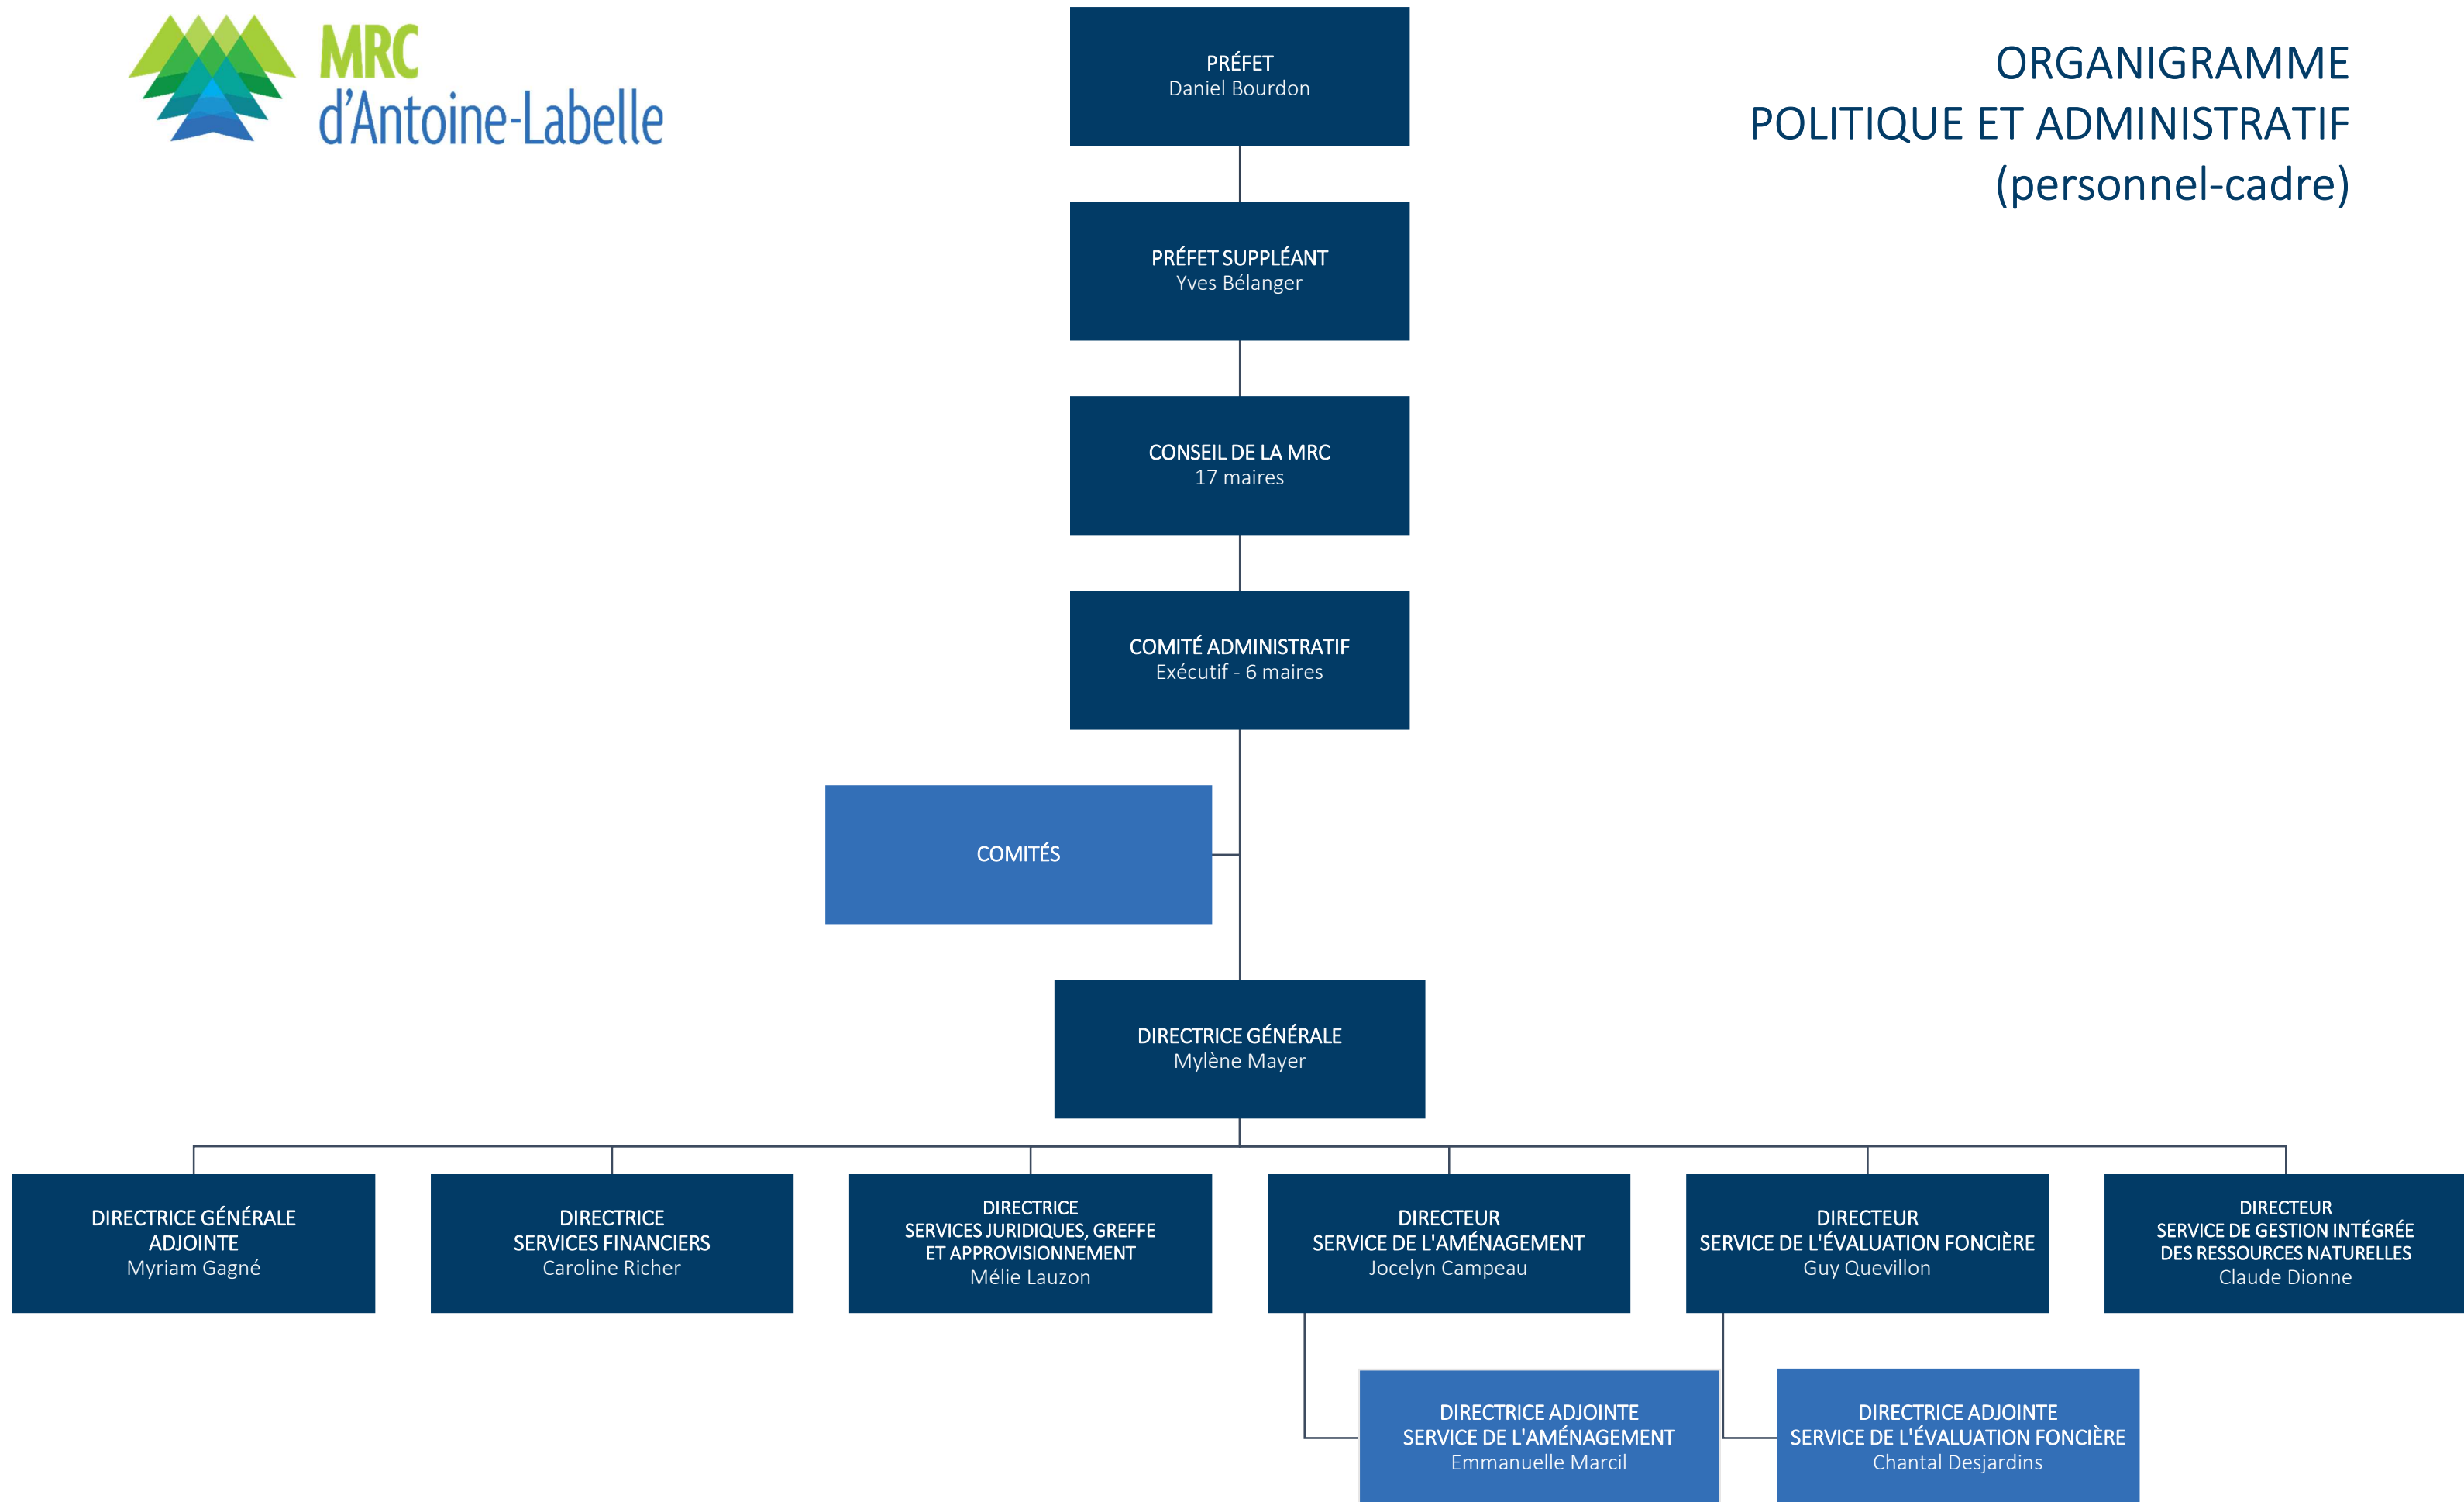 MRC
d'Antoine-Labelle
ORGANIGRAMME
POLITIQUE ET ADMINISTRATIF
(personnel-cadre)
PRÉFET
Daniel Bourdon
PRÉFET SUPPLÉANT
Yves Bélanger
CONSEIL DE LA MRC
17 maires
COMITÉ ADMINISTRATIF
Exécutif - 6 maires
COMITÉS
DIRECTRICE GÉNÉRALE
Mylène Mayer
DIRECTRICE GÉNÉRALE
ADJOINTE
Myriam Gagné
DIRECTRICE
SERVICES FINANCIERS
Caroline Richer
DIRECTRICE
SERVICES JURIDIQUES, GREFFE
ET APPROVISIONNEMENT
Mélie Lauzon
DIRECTEUR
SERVICE DE L'AMÉNAGEMENT
Jocelyn Campeau
DIRECTEUR
SERVICE DE L'ÉVALUATION FONCIÈRE
Guy Quevillon
DIRECTEUR
SERVICE DE GESTION INTÉGRÉE
DES RESSOURCES NATURELLES
Claude Dionne
DIRECTRICE ADJOINTE
SERVICE DE L'AMÉNAGEMENT
Emmanuelle Marcil
DIRECTRICE ADJOINTE
SERVICE DE L'ÉVALUATION FONCIÈRE
Chantal Desjardins